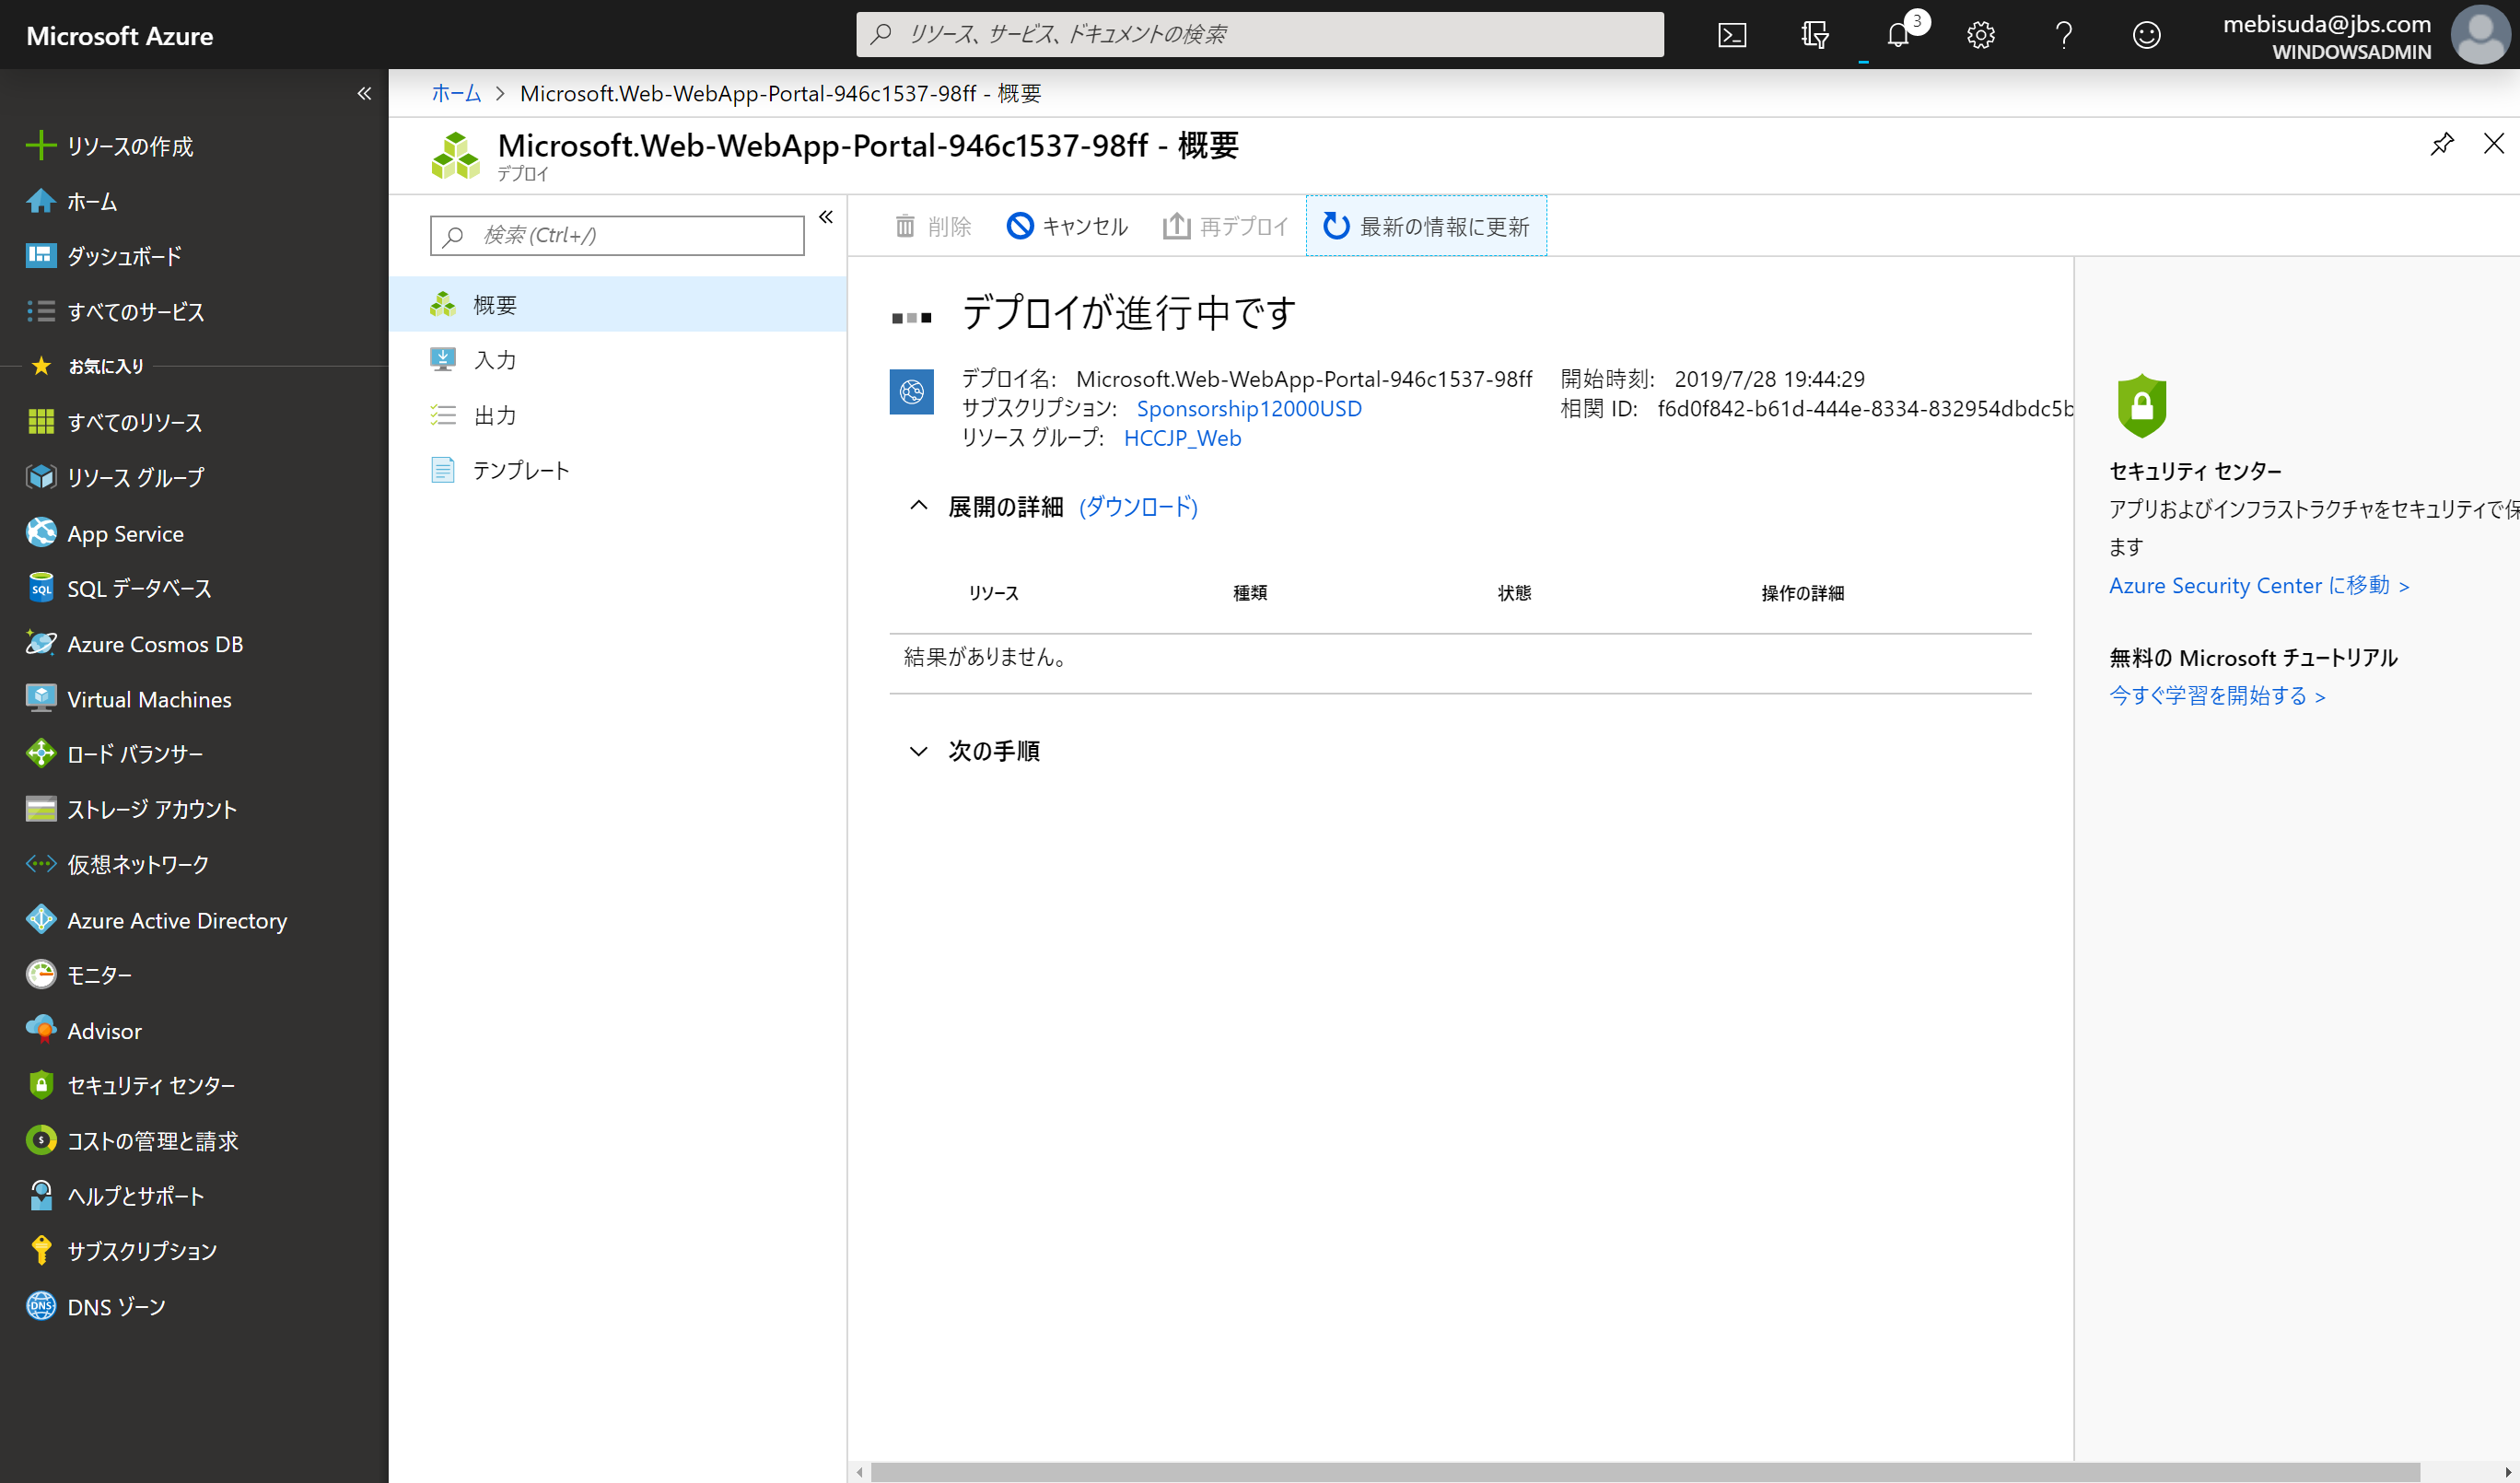 Microsoft Azure
リソース、サービス、ドキュメントの検索
3
mebisuda@jbs.com
WINDOWSADMIN
リソースの作成
ホーム
ダッシュボード
すべてのサービス
お気に入り
すべてのリソース
リソース グループ
App Service
SQL データベース
Azure Cosmos DB
Virtual Machines
ロード バランサー
ストレージ アカウント
仮想ネットワーク
Azure Active Directory
モニター
Advisor
セキュリティ センター
コストの管理と請求
ヘルプとサポート
サブスクリプション
DNS ゾーン
ホーム > Microsoft.Web-WebApp-Portal-946c1537-98ff - 概要
Microsoft.Web-WebApp-Portal-946c1537-98ff - 概要
デプロイ
検索 (Ctrl+/)
概要
入力
出力
テンプレート
削除 キャンセル 再デプロイ 最新の情報に更新
デプロイが進行中です
デプロイ名: Microsoft.Web-WebApp-Portal-946c1537-98ff 開始時刻: 2019/7/28 19:44:29
サブスクリプション: Sponsorship12000USD 相関 ID: f6d0f842-b61d-444e-8334-832954dbdc5b
リソース グループ: HCCJP_Web
展開の詳細 (ダウンロード)
リソース 種類 状態 操作の詳細
結果がありません。
次の手順
セキュリティ センター
アプリおよびインフラストラクチャをセキュリティで保
ます
Azure Security Center に移動 >
無料の Microsoft チュートリアル
今すぐ学習を開始する >